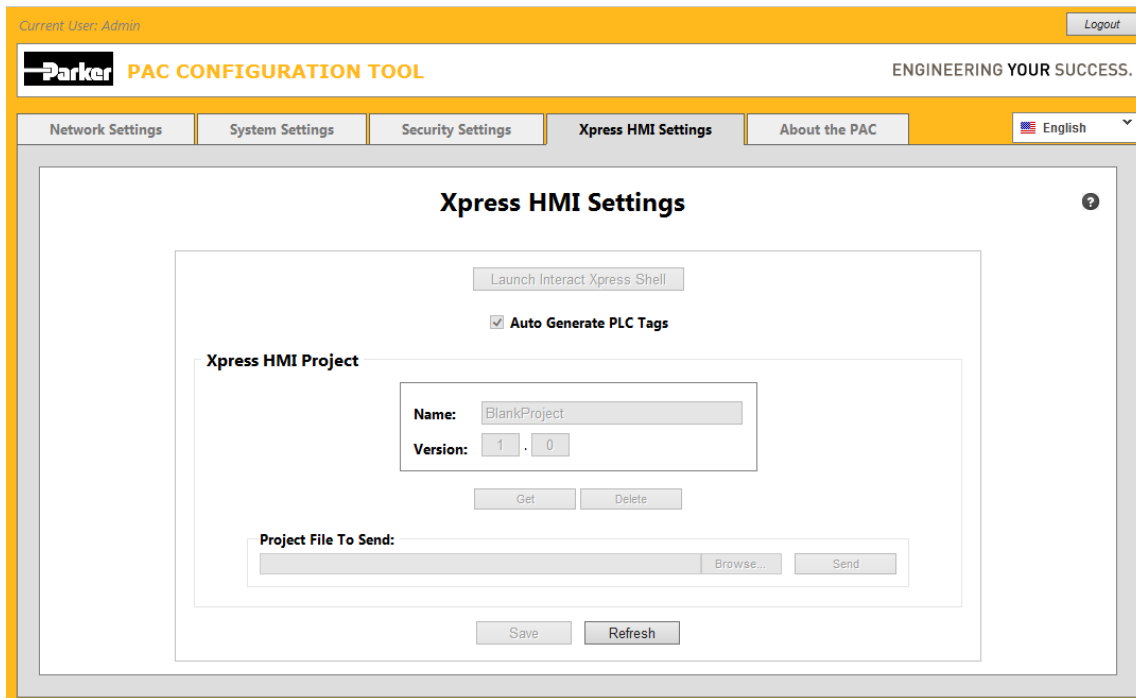 Current User: Admin Logout
Parker PAC CONFIGURATION TOOL ENGINEERING YOUR SUCCESS.
Network Settings System Settings Security Settings Xpress HMI Settings About the PAC English
Xpress HMI Settings ?
Launch Interact Xpress Shell
Auto Generate PLC Tags
Xpress HMI Project
Name: BlankProject
Version: 1 . 0
Get Delete
Project File To Send:
Browse... Send
Save Refresh